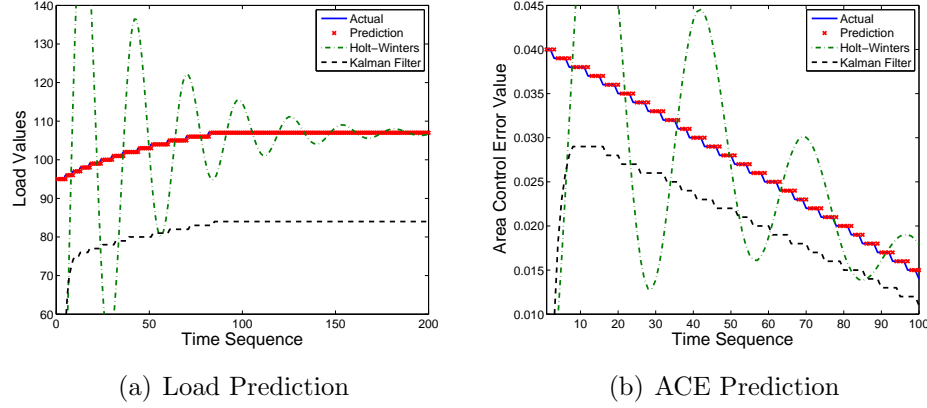 140
130
120
110
100
90
80
70
60
0
50
100
150
200
Load Values
Time Sequence
Actual
Prediction
Holt−Winters
Kalman Filter
(a) Load Prediction
0.045
0.040
0.035
0.030
0.025
0.020
0.015
0.010
10
20
30
40
50
60
70
80
90
100
Area Control Error Value
Time Sequence
Actual
Prediction
Holt−Winters
Kalman Filter
(b) ACE Prediction